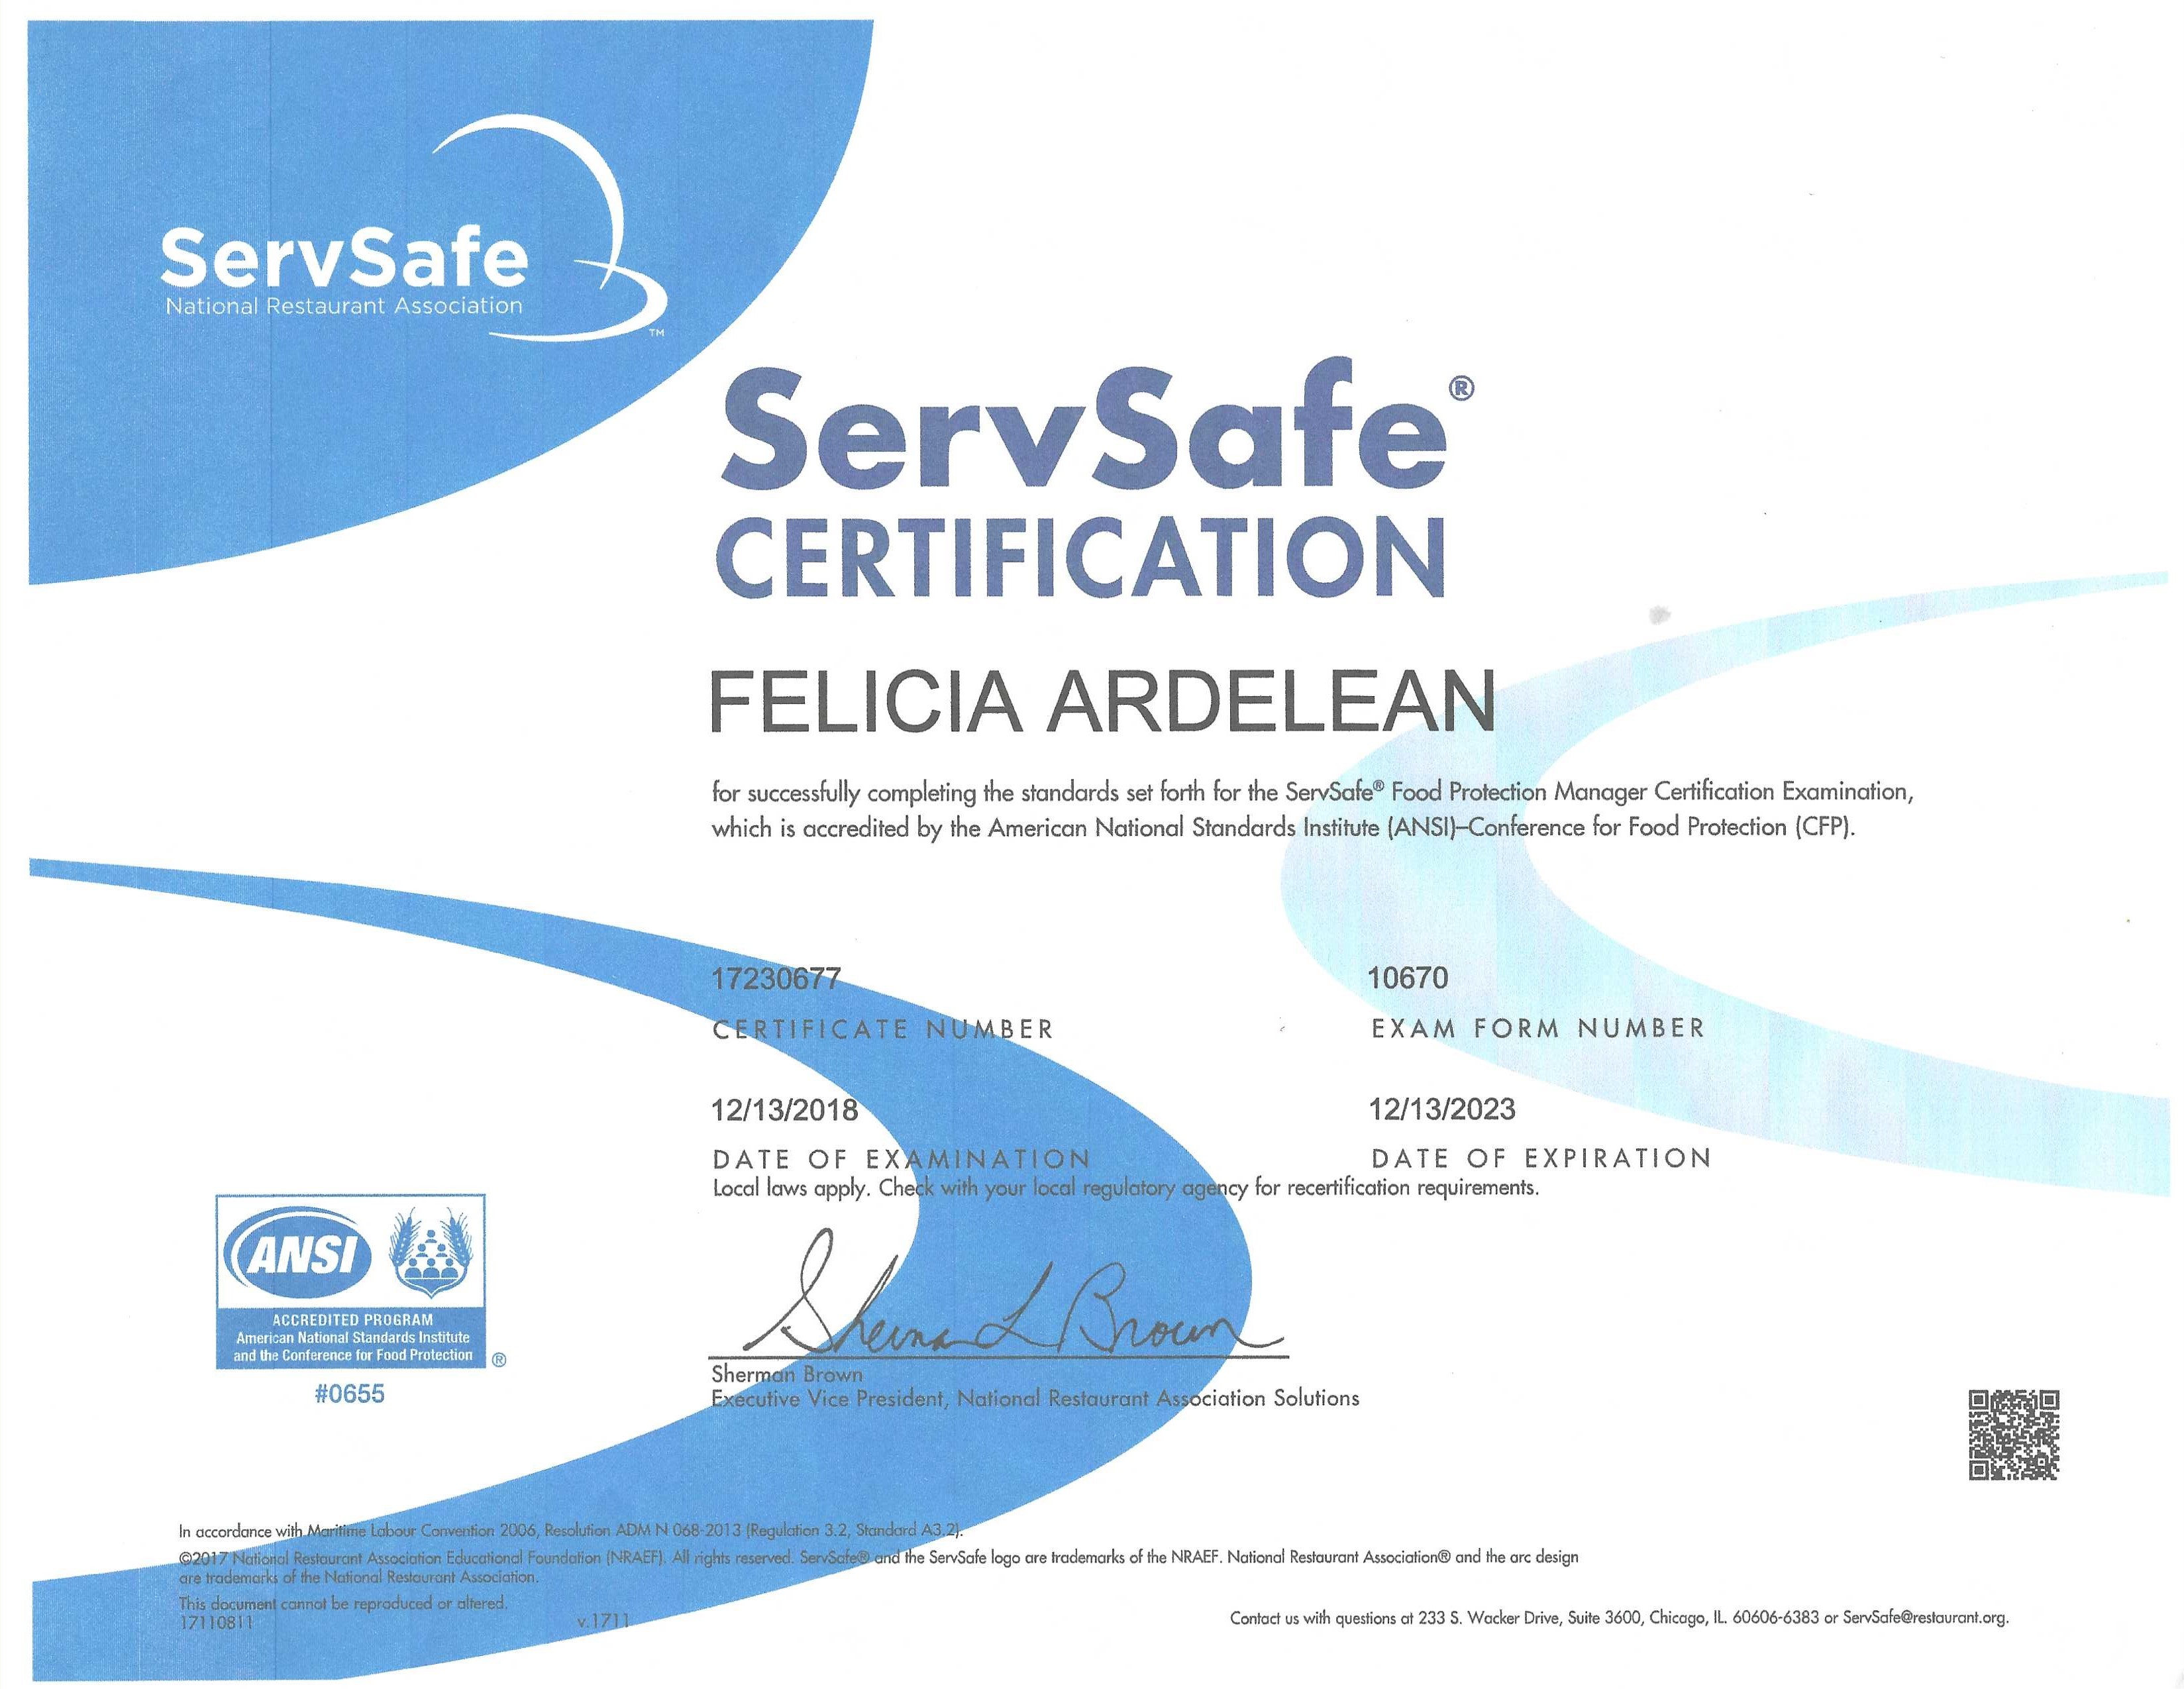 ServSafe
National Restaurant Association
TM
ServSafe®
CERTIFICATION
FELICIA ARDELEAN
for successfully completing the standards set forth for the ServSafe® Food Protection Manager Certification Examination,
which is accredited by the American National Standards Institute (ANSI)–Conference for Food Protection (CFP).
17230677
CERTIFICATE NUMBER
10670
EXAM FORM NUMBER
12/13/2018
DATE OF EXAMINATION
12/13/2023
DATE OF EXPIRATION
Local laws apply. Check with your local regulatory agency for recertification requirements.
ANSI
ACCREDITED PROGRAM
American National Standards Institute
and the Conference for Food Protection ®
#0655
Sherman L Brown
Sherman Brown
Executive Vice President, National Restaurant Association Solutions
In accordance with Maritime Labour Convention 2006, Resolution ADM N 068-2013 (Regulation 3.2, Standard A3.2).
©2017 National Restaurant Association Educational Foundation (NRAEF). All rights reserved. ServSafe® and the ServSafe logo are trademarks of the NRAEF. National Restaurant Association® and the arc design
are trademarks of the National Restaurant Association.
This document cannot be reproduced or altered.
17110811 v.1711
Contact us with questions at 233 S. Wacker Drive, Suite 3600, Chicago, IL 60606-6383 or ServSafe@restaurant.org.